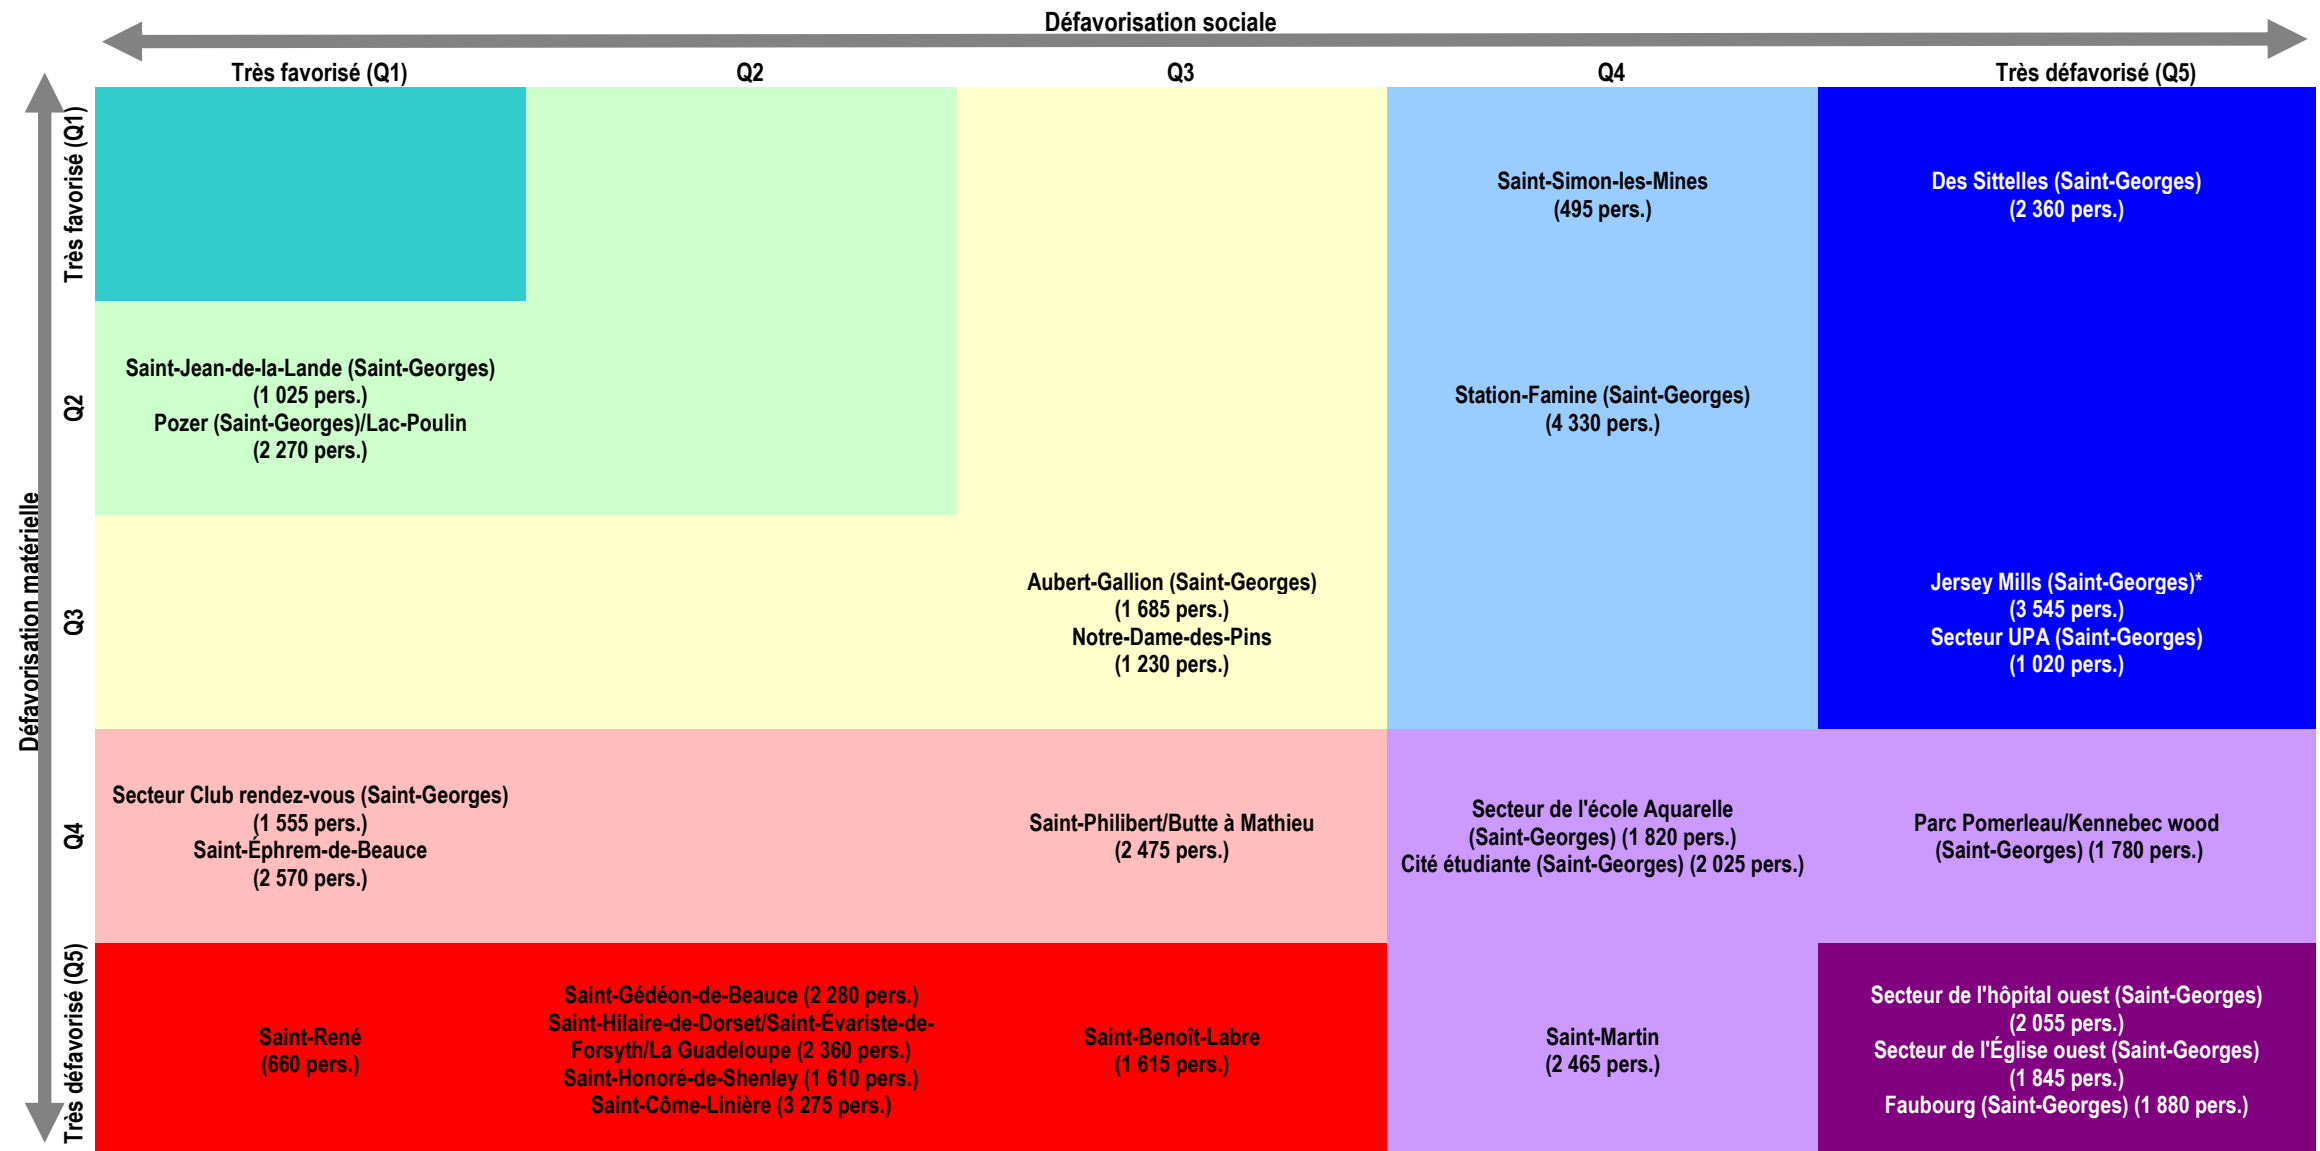 Défavorisation sociale
Très favorisé (Q1)
Q2
Q3
Q4
Très défavorisé (Q5)
Défavorisation matérielle
Très favorisé (Q1)
Saint-Simon-les-Mines
(495 pers.)
Des Sittelles (Saint-Georges)
(2 360 pers.)
Q2
Saint-Jean-de-la-Lande (Saint-Georges)
(1 025 pers.)
Pozer (Saint-Georges)/Lac-Poulin
(2 270 pers.)
Station-Famine (Saint-Georges)
(4 330 pers.)
Q3
Aubert-Gallion (Saint-Georges)
(1 685 pers.)
Notre-Dame-des-Pins
(1 230 pers.)
Jersey Mills (Saint-Georges)*
(3 545 pers.)
Secteur UPA (Saint-Georges)
(1 020 pers.)
Q4
Secteur Club rendez-vous (Saint-Georges)
(1 555 pers.)
Saint-Éphrem-de-Beauce
(2 570 pers.)
Saint-Philibert/Butte à Mathieu
(2 475 pers.)
Secteur de l'école Aquarelle
(Saint-Georges) (1 820 pers.)
Cité étudiante (Saint-Georges) (2 025 pers.)
Parc Pomerleau/Kennebec wood
(Saint-Georges) (1 780 pers.)
Très défavorisé (Q5)
Saint-René
(660 pers.)
Saint-Gédéon-de-Beauce (2 280 pers.)
Saint-Hilaire-de-Dorset/Saint-Évariste-de-
Forsyth/La Guadeloupe (2 360 pers.)
Saint-Honoré-de-Shenley (1 610 pers.)
Saint-Côme-Linière (3 275 pers.)
Saint-Benoît-Labre
(1 615 pers.)
Saint-Martin
(2 465 pers.)
Secteur de l'hôpital ouest (Saint-Georges)
(2 055 pers.)
Secteur de l'Église ouest (Saint-Georges)
(1 845 pers.)
Faubourg (Saint-Georges) (1 880 pers.)